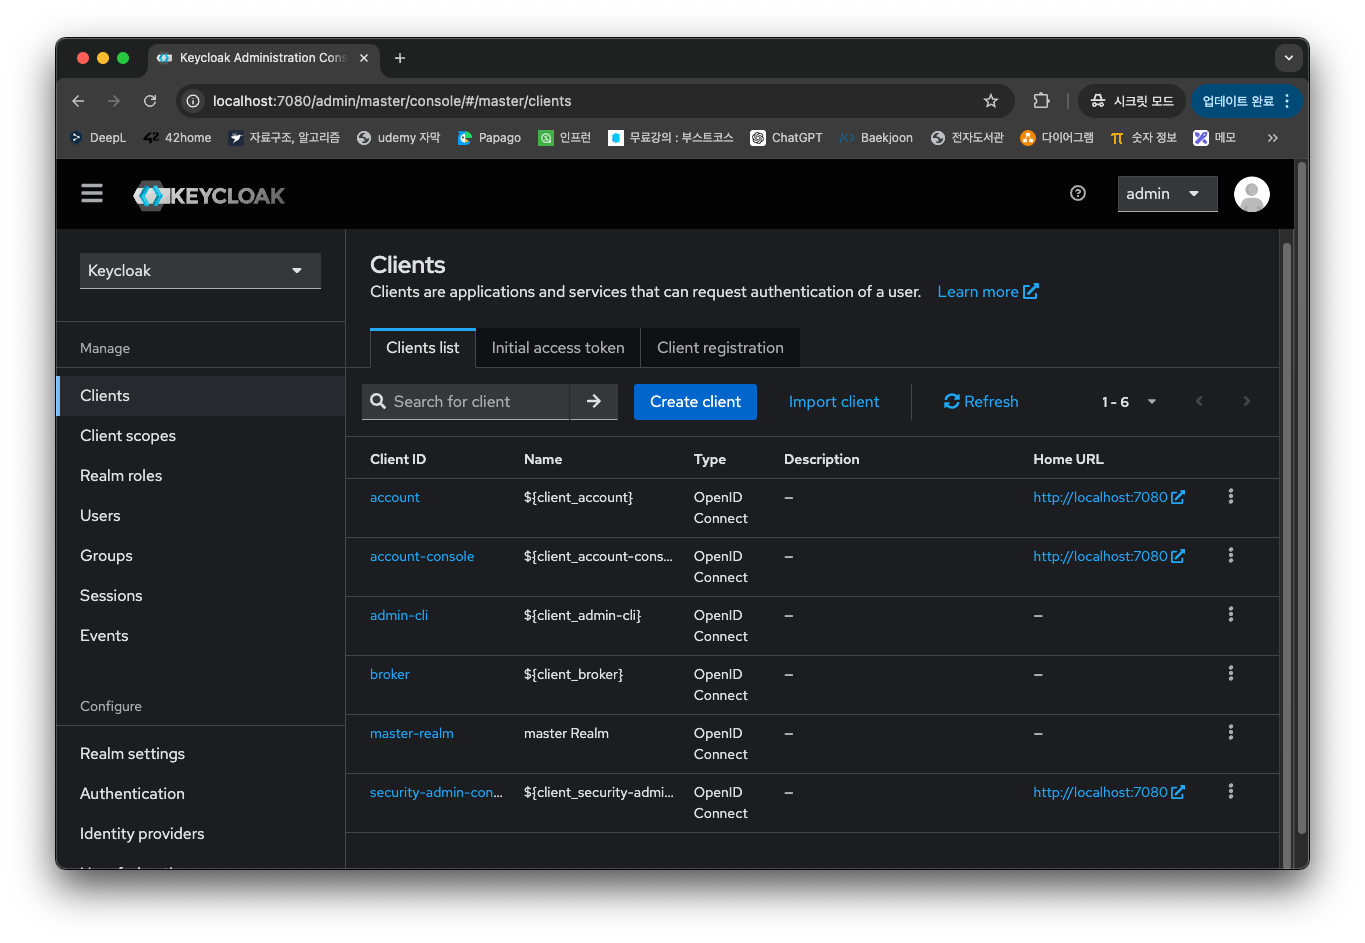 Keycloak Administration Cons
localhost:7080/admin/master/console/#/master/clients
시크릿 모드
업데이트 완료
DeepL
42home
자료구조, 알고리즘
udemy 자막
Papago
인프런
무료강의 : 부스트코스
ChatGPT
Baekjoon
전자도서관
다이어그램
숫자 정보
메모
KEYCLOAK
admin
Keycloak
Manage
Clients
Client scopes
Realm roles
Users
Groups
Sessions
Events
Configure
Realm settings
Authentication
Identity providers
Clients
Clients are applications and services that can request authentication of a user. Learn more
Clients list
Initial access token
Client registration
Search for client
Create client
Import client
Refresh
1 - 6
Client ID Name Type Description Home URL
account ${client_account} OpenID – http://localhost:7080
Connect
account-console ${client_account-cons... OpenID – http://localhost:7080
Connect
admin-cli ${client_admin-cli} OpenID – –
Connect
broker ${client_broker} OpenID – –
Connect
master-realm master Realm OpenID – –
Connect
security-admin-con... ${client_security-admi... OpenID – http://localhost:7080
Connect